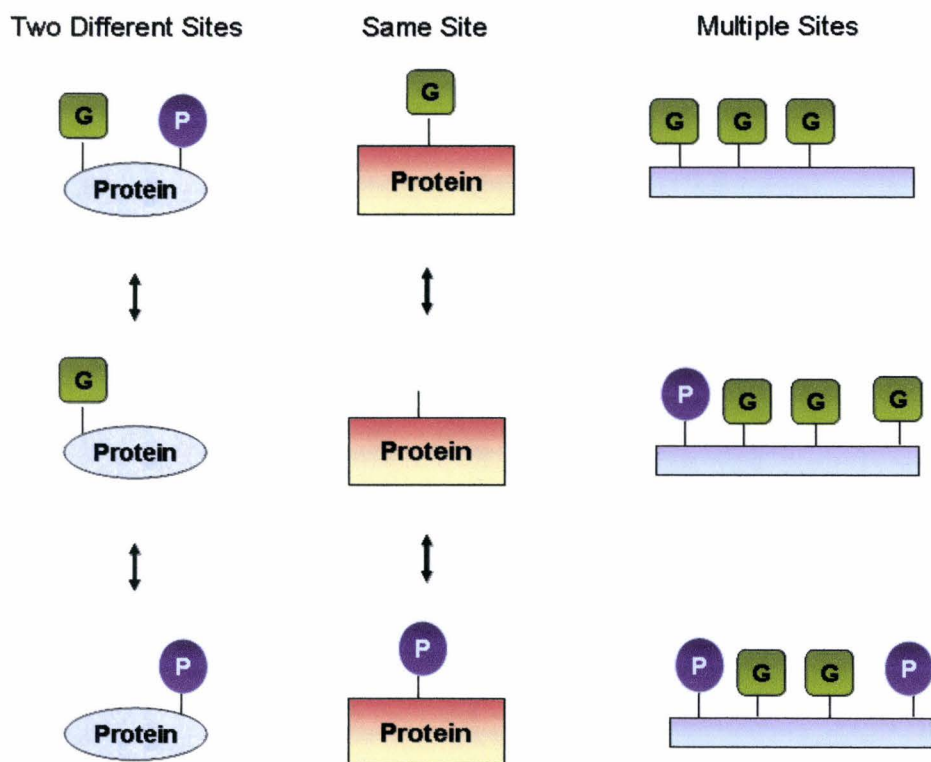 Two Different Sites Same Site Multiple Sites
G P G G G G
Protein Protein
G P G G G
Protein Protein
P P P G G P
Protein Protein